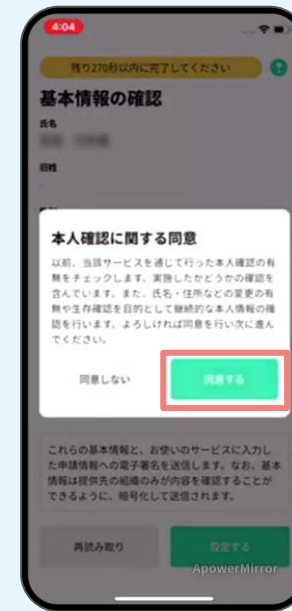 4:04
残り270秒以内に完了してください
?
基本情報の確認
氏名
旧姓
本人確認に関する同意
以前、当該サービスを通じて行った本人確認の有
無をチェックします。実施したかどうかの確認を
含んでいます。また、氏名・住所などの変更の有
無や生存確認を目的として継続的な本人情報の確
認を行います。よろしければ同意を行い次に進ん
でください。
同意しない
同意する
これらの基本情報と、お使いのサービスに入力し
た申請情報への電子署名を送信します。なお、基本
情報は提供先の組織のみが内容を確認することが
できるように、暗号化して送信されます。
再読み取り
設定する
ApowerMirror